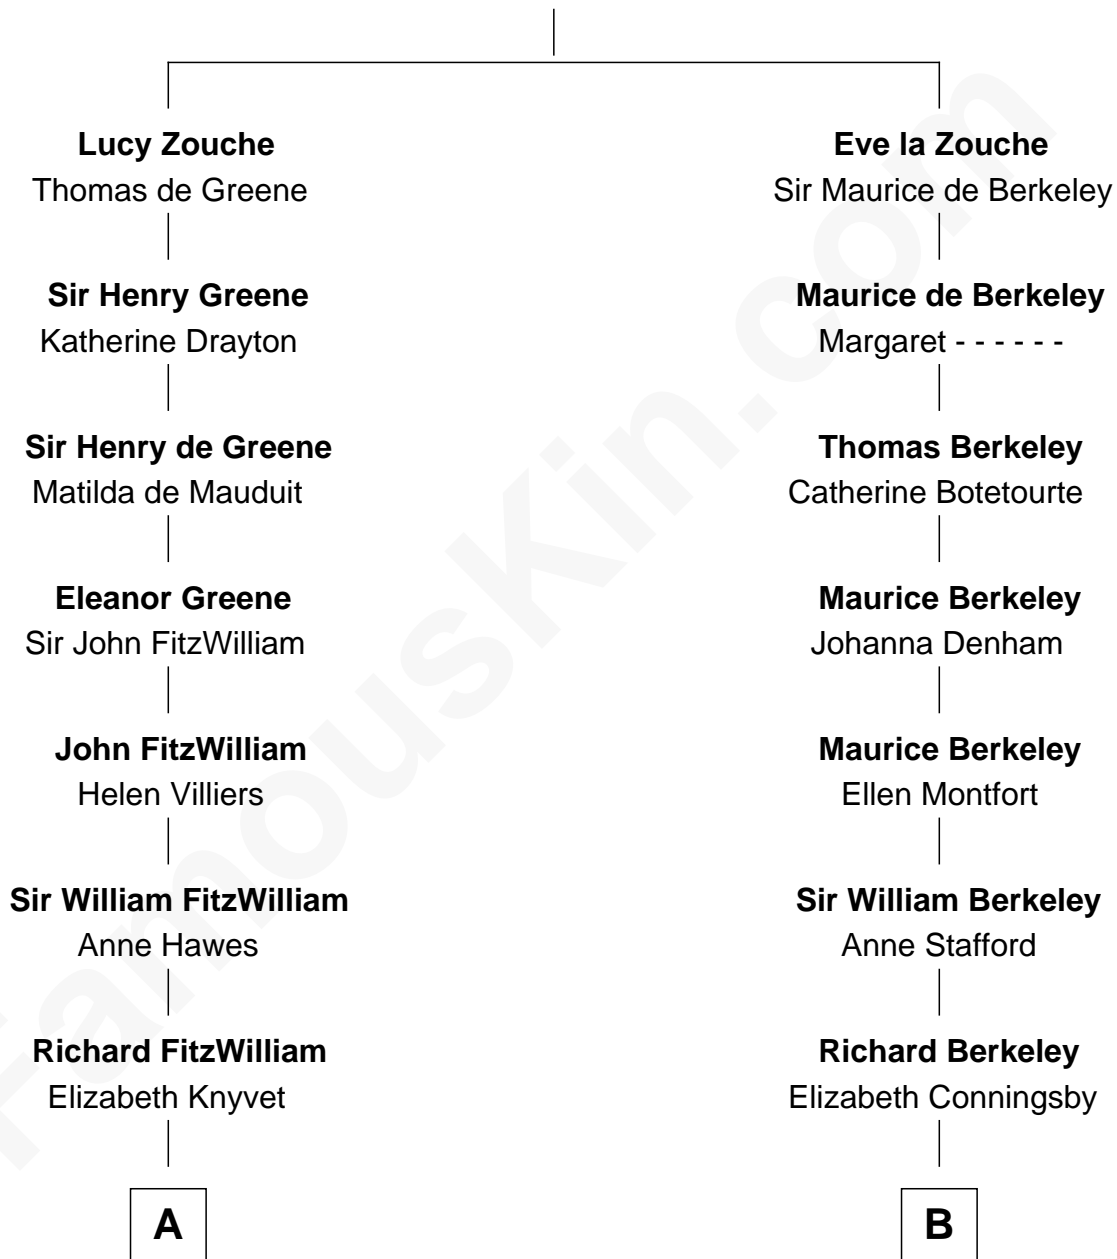 Lucy Zouche
Thomas de Greene
Sir Henry Greene
Katherine Drayton
Sir Henry de Greene
Matilda de Mauduit
Eleanor Greene
Sir John FitzWilliam
John FitzWilliam
Helen Villiers
Sir William FitzWilliam
Anne Hawes
Richard FitzWilliam
Elizabeth Knyvet
A
Eve la Zouche
Sir Maurice de Berkeley
Maurice de Berkeley
Margaret - - - - - -
Thomas Berkeley
Catherine Botetourte
Maurice Berkeley
Johanna Denham
Maurice Berkeley
Ellen Montfort
Sir William Berkeley
Anne Stafford
Richard Berkeley
Elizabeth Conningsby
B
FamousKin.com